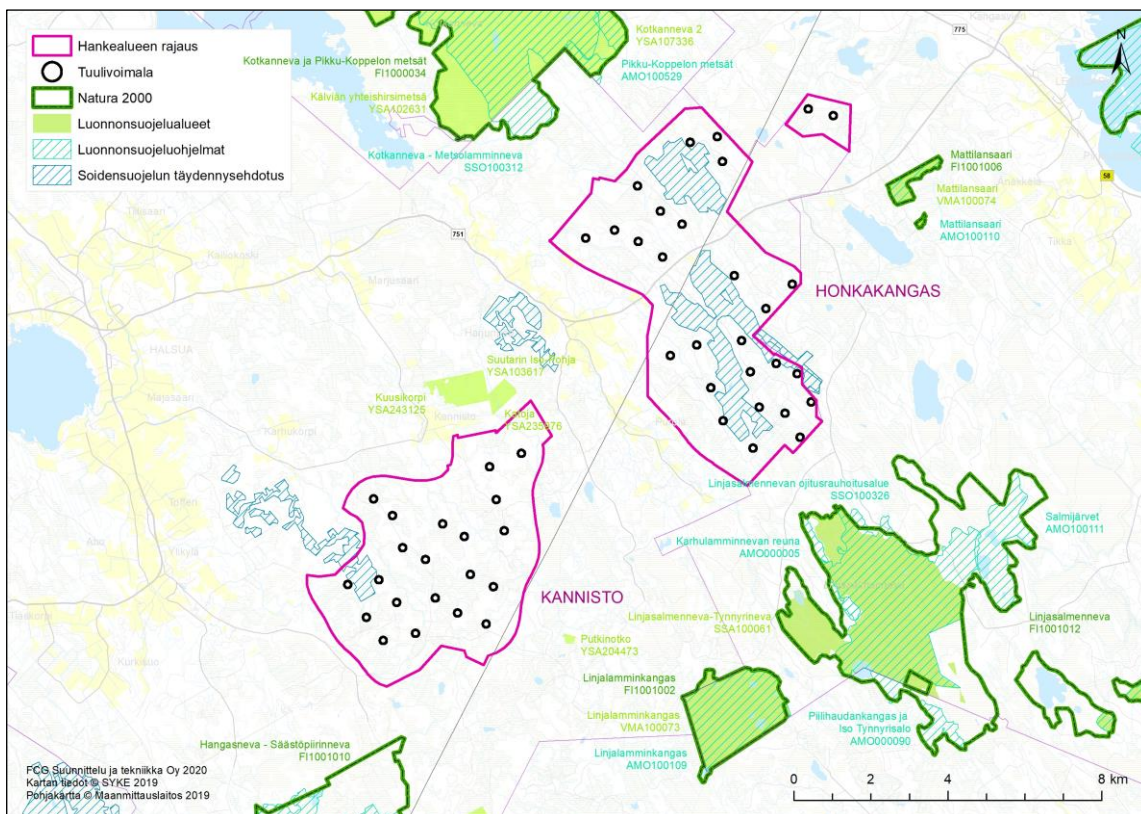 Hankealueen rajaus
Tuulivoimala
Natura 2000
Luonnonsuojelualueet
Luonnonsuojeluohjelmat
Soidensuojelun täydennysehdotus
Kotkanneva ja Pikku-Koppelon metsät
FI1000034
Kälviän yhteishirsimetsä
YSA102631
Kotkanneva - Metsolamminneva
SSO100312
Kotkanneva 2
YSA107336
Pikku-Koppelon metsät
AMO100529
775
N
58
Mattilansaari
FI1001006
Mattilansaari
VMA100074
Mattilansaari
AMO100110
751
HONKAKANGAS
HALSUA
Suutarin Iso-Nohja
YSA103617
Kuusikorpi
YSA243125
Karhukorpi
Ylikylä
KANNISTO
Linjasalmennevan ojitusrauhoitusalue
SSO100326
Karhulamminnevan reuna
AMO000005
Salmijärvet
AMO100111
Linjasalmenneva-Tynnyrineva
SSA100061
Linjasalmenneva
FI1001012
Putkinotko
YSA204473
Linjalamminkangas
FI1001002
Linjalamminkangas
VMA100073
Linjalamminkangas
AMO100109
Piilihaudankangas ja
Iso Tynnyrisalo
AMO000090
Hangasneva - Säästöpiirinneva
FI1001010
FCG Suunnittelu ja tekniikka Oy 2020
Kartan tiedot © SYKE 2019
Pohjakartta © Maanmittauslaitos 2019
0 2 4 8 km